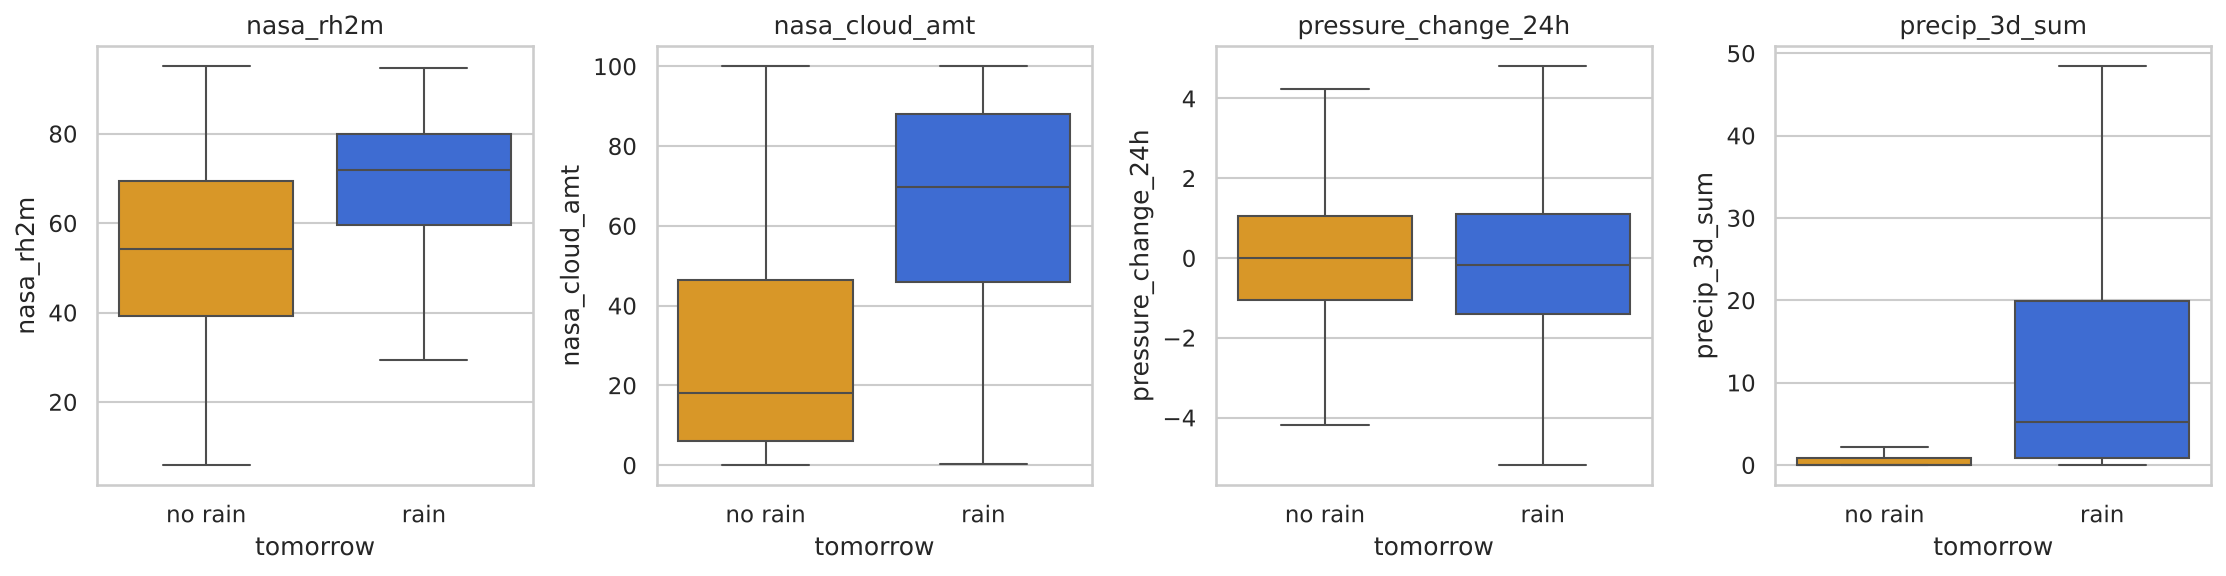 nasa_rh2m
nasa_rh2m
80
60
40
20
no rain
rain
tomorrow
nasa_cloud_amt
nasa_cloud_amt
100
80
60
40
20
0
no rain
rain
tomorrow
pressure_change_24h
pressure_change_24h
4
2
0
−2
−4
no rain
rain
tomorrow
precip_3d_sum
precip_3d_sum
50
40
30
20
10
0
no rain
rain
tomorrow